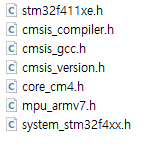 stm32f411xe.h
cmsis_compiler.h
cmsis_gcc.h
cmsis_version.h
core_cm4.h
mpu_armv7.h
system_stm32f4xx.h